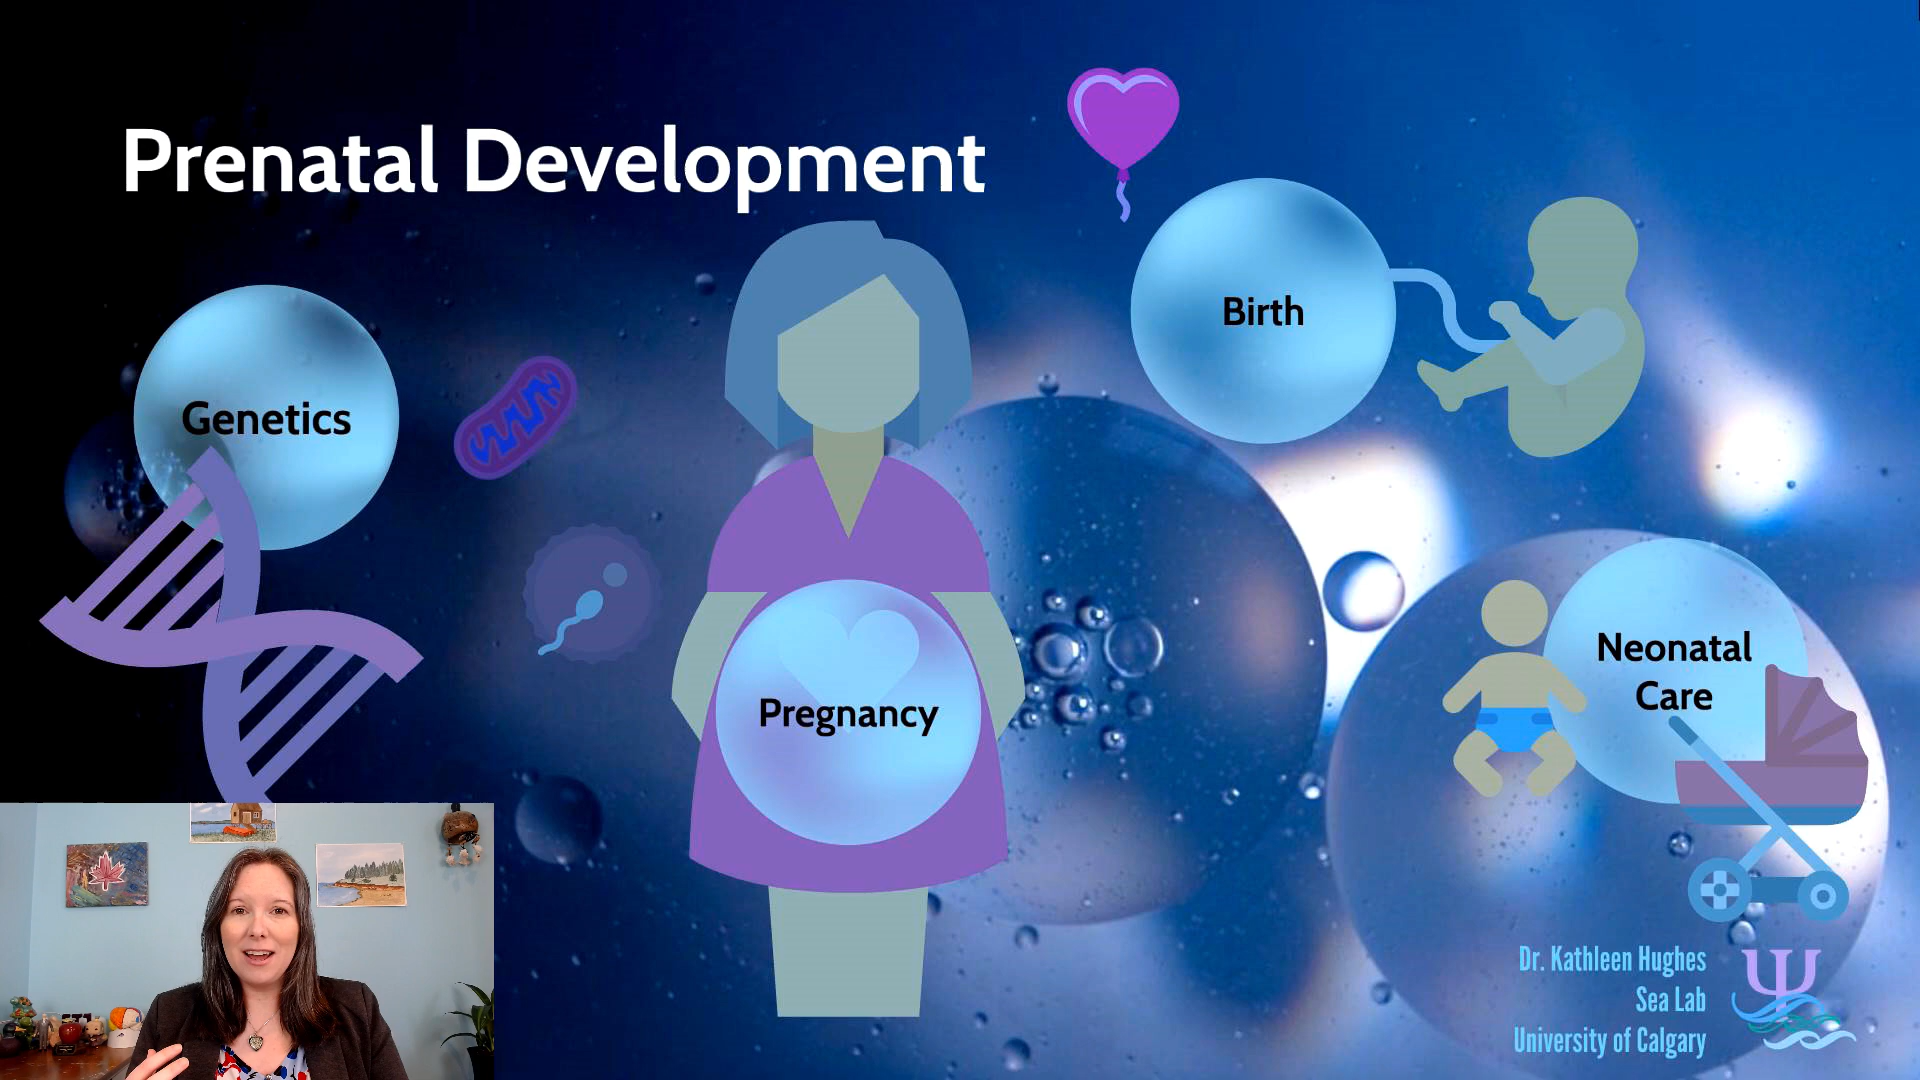 Prenatal Development
Genetics
Pregnancy
Birth
Neonatal
Care
Dr. Kathleen Hughes
Sea Lab
University of Calgary